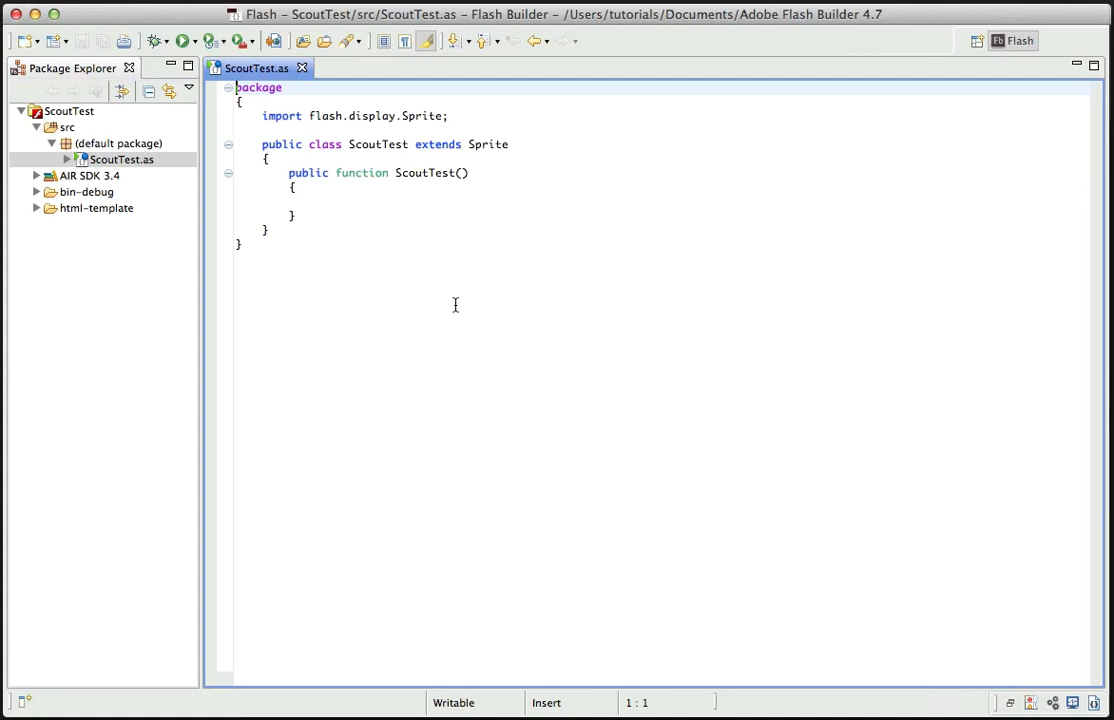 Flash – ScoutTest/src/ScoutTest.as – Flash Builder – /Users/tutorials/Documents/Adobe Flash Builder 4.7
Fb Flash
Package Explorer
ScoutTest.as
ScoutTest
src
(default package)
ScoutTest.as
AIR SDK 3.4
bin-debug
html-template
package
{
import flash.display.Sprite;
public class ScoutTest extends Sprite
{
public function ScoutTest()
{
}
}
}
Writable
Insert
1 : 1